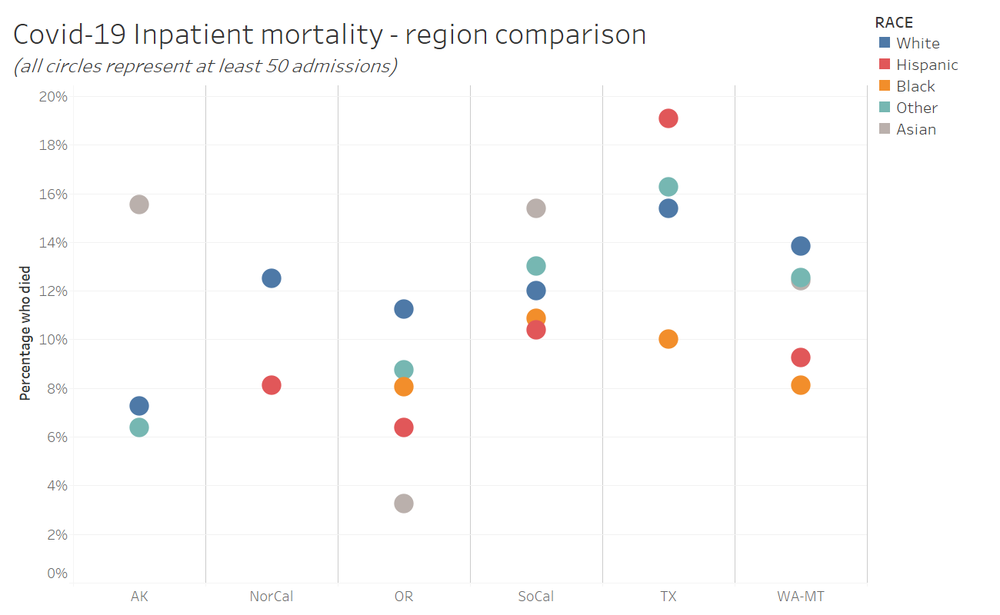 Covid-19 Inpatient mortality - region comparison
(all circles represent at least 50 admissions)
RACE
White
Hispanic
Black
Other
Asian
Percentage who died
20%
18%
16%
14%
12%
10%
8%
6%
4%
2%
0%
AK NorCal OR SoCal TX WA-MT